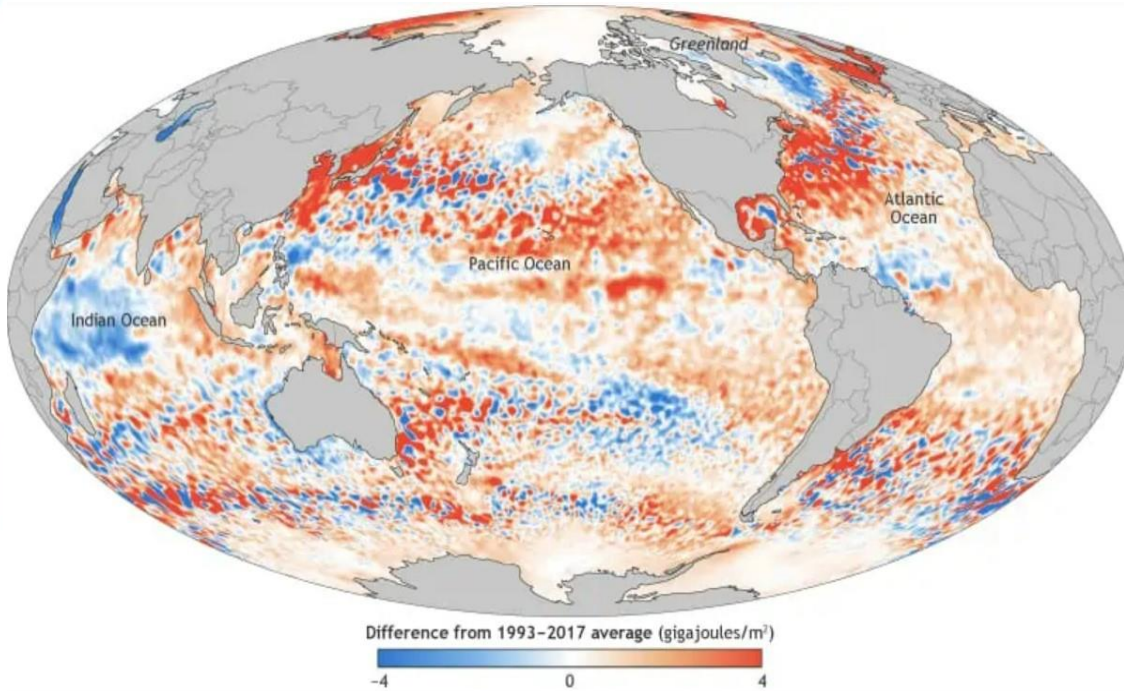 Greenland
Atlantic
Ocean
Pacific Ocean
Indian Ocean
Difference from 1993–2017 average (gigajoules/m²)
−4 0 4